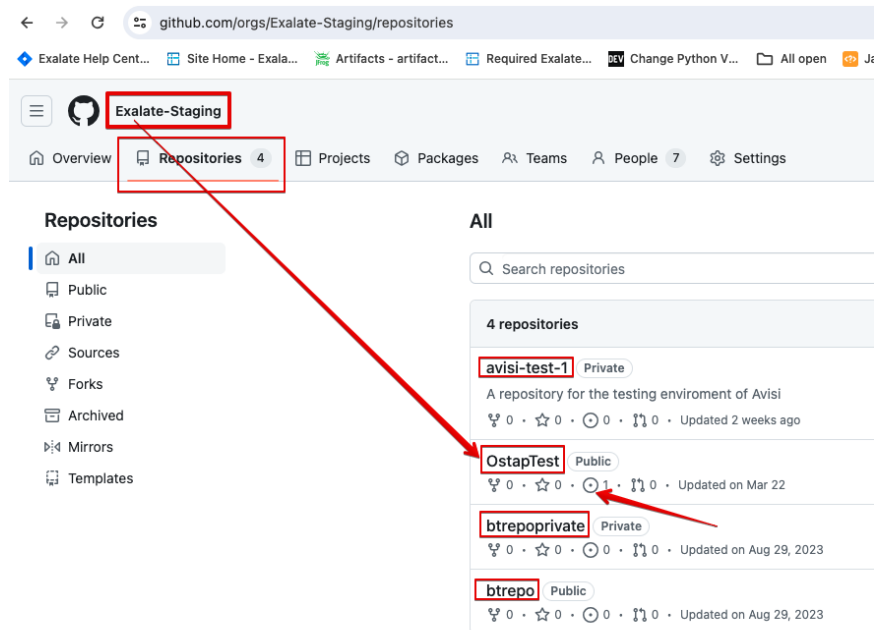 github.com/orgs/Exalate-Staging/repositories
Exalate Help Cent... Site Home - Exala... Artifacts - artifact... Required Exalate... DEV Change Python V... All open Ja
Exalate-Staging
Overview Repositories 4 Projects Packages Teams People 7 Settings
Repositories
All
Public
Private
Sources
Forks
Archived
Mirrors
Templates
All
Search repositories
4 repositories
avisi-test-1 Private
A repository for the testing enviroment of Avisi
0 · 0 · 0 · 0 · Updated 2 weeks ago
OstapTest Public
0 · 0 · 1 · 0 · Updated on Mar 22
btrepoprivate Private
0 · 0 · 0 · 0 · Updated on Aug 29, 2023
btrepo Public
0 · 0 · 0 · 0 · Updated on Aug 29, 2023